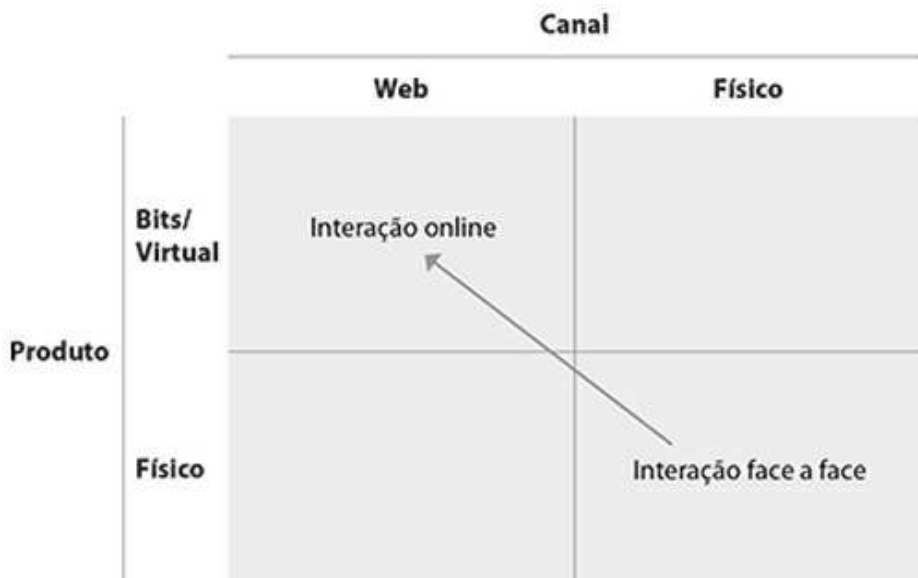 Canal
Web Físico
Bits/
Virtual
Interação online
Produto
Físico
Interação face a face